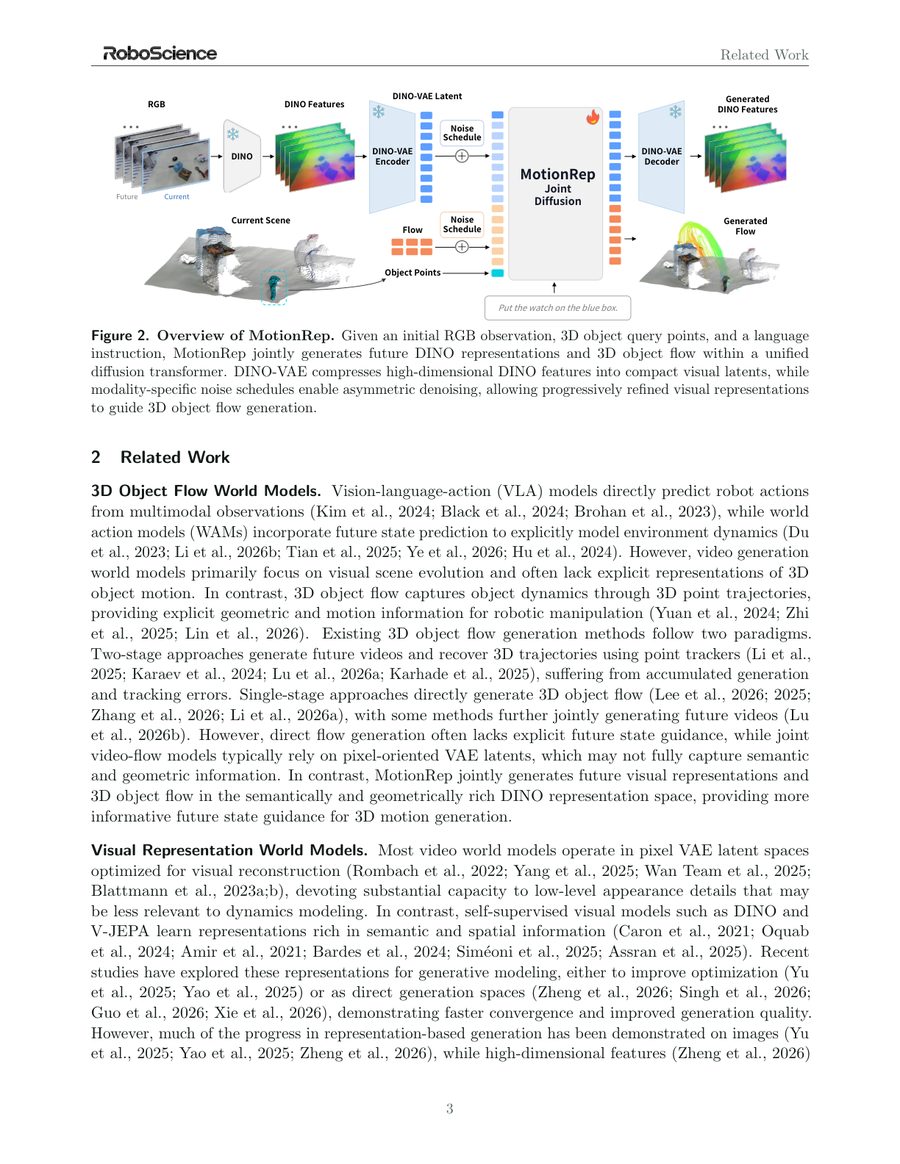 RoboScience
Related Work
RGB
DINO Features
DINO-VAE Latent
Generated
DINO Features
Noise
Schedule
DINO
DINO-VAE
Encoder
MotionRep
Joint
Diffusion
DINO-VAE
Decoder
Future
Current
Current Scene
Flow
Noise
Schedule
Generated
Flow
Object Points
Put the watch on the blue box.
Figure 2. Overview of MotionRep. Given an initial RGB observation, 3D object query points, and a language
instruction, MotionRep jointly generates future DINO representations and 3D object flow within a unified
diffusion transformer. DINO-VAE compresses high-dimensional DINO features into compact visual latents, while
modality-specific noise schedules enable asymmetric denoising, allowing progressively refined visual representations
to guide 3D object flow generation.
2 Related Work
3D Object Flow World Models. Vision-language-action (VLA) models directly predict robot actions
from multimodal observations (Kim et al., 2024; Black et al., 2024; Brohan et al., 2023), while world
action models (WAMs) incorporate future state prediction to explicitly model environment dynamics (Du
et al., 2023; Li et al., 2026b; Tian et al., 2025; Ye et al., 2026; Hu et al., 2024). However, video generation
world models primarily focus on visual scene evolution and often lack explicit representations of 3D
object motion. In contrast, 3D object flow captures object dynamics through 3D point trajectories,
providing explicit geometric and motion information for robotic manipulation (Yuan et al., 2024; Zhi
et al., 2025; Lin et al., 2026). Existing 3D object flow generation methods follow two paradigms.
Two-stage approaches generate future videos and recover 3D trajectories using point trackers (Li et al.,
2025; Karaev et al., 2024; Lu et al., 2026a; Karhade et al., 2025), suffering from accumulated generation
and tracking errors. Single-stage approaches directly generate 3D object flow (Lee et al., 2026; 2025;
Zhang et al., 2026; Li et al., 2026a), with some methods further jointly generating future videos (Lu
et al., 2026b). However, direct flow generation often lacks explicit future state guidance, while joint
video-flow models typically rely on pixel-oriented VAE latents, which may not fully capture semantic
and geometric information. In contrast, MotionRep jointly generates future visual representations and
3D object flow in the semantically and geometrically rich DINO representation space, providing more
informative future state guidance for 3D motion generation.
Visual Representation World Models. Most video world models operate in pixel VAE latent spaces
optimized for visual reconstruction (Rombach et al., 2022; Yang et al., 2025; Wan Team et al., 2025;
Blattmann et al., 2023a;b), devoting substantial capacity to low-level appearance details that may
be less relevant to dynamics modeling. In contrast, self-supervised visual models such as DINO and
V-JEPA learn representations rich in semantic and spatial information (Caron et al., 2021; Oquab
et al., 2024; Amir et al., 2021; Bardes et al., 2024; Siméoni et al., 2025; Assran et al., 2025). Recent
studies have explored these representations for generative modeling, either to improve optimization (Yu
et al., 2025; Yao et al., 2025) or as direct generation spaces (Zheng et al., 2026; Singh et al., 2026;
Guo et al., 2026; Xie et al., 2026), demonstrating faster convergence and improved generation quality.
However, much of the progress in representation-based generation has been demonstrated on images (Yu
et al., 2025; Yao et al., 2025; Zheng et al., 2026), while high-dimensional features (Zheng et al., 2026)
3